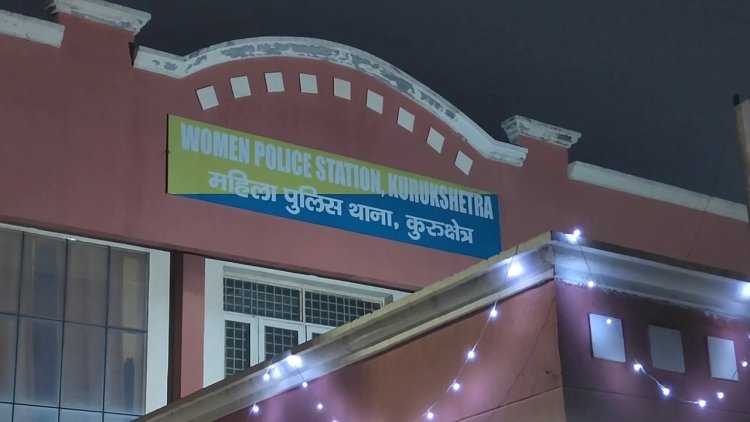 WOMEN POLICE STATION, KURUKSHETRA
महिला पुलिस थाना, कुरुक्षेत्र